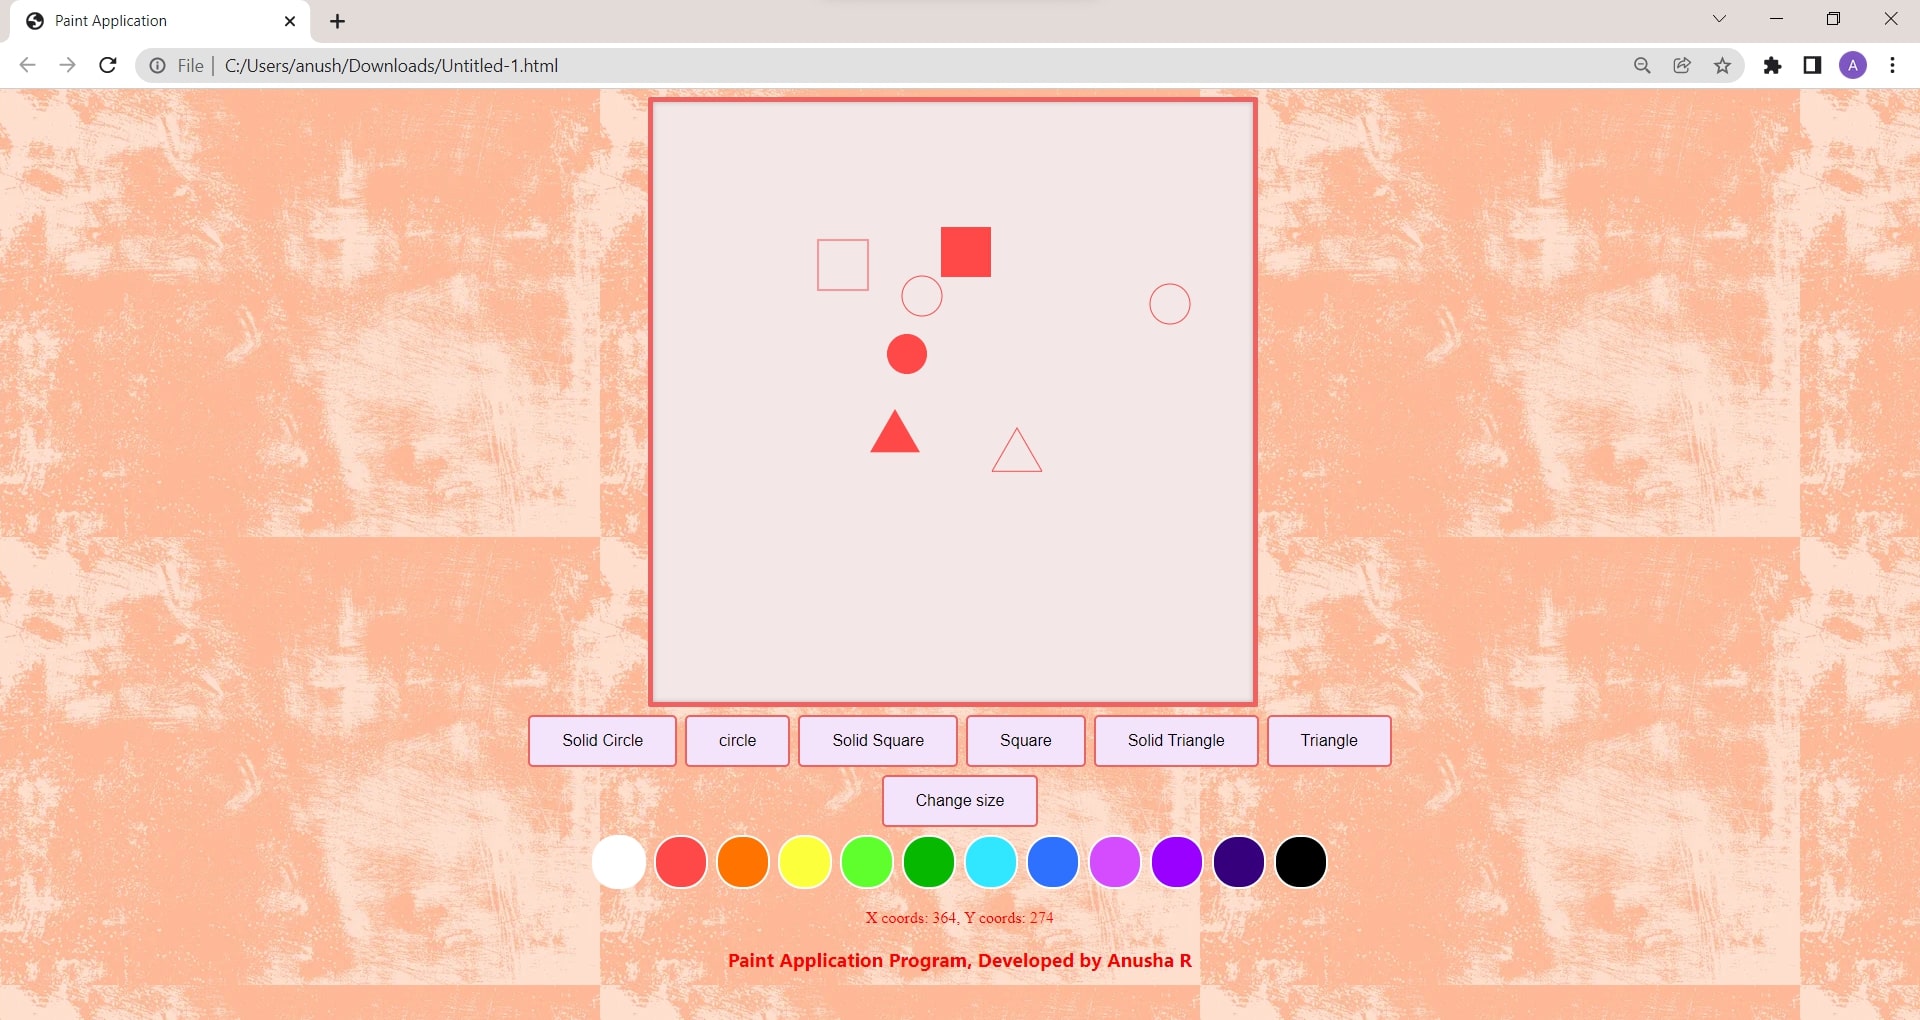 Paint Application
File | C:/Users/anush/Downloads/Untitled-1.html
A
Solid Circle circle Solid Square Square Solid Triangle Triangle
Change size
X coords: 364, Y coords: 274
Paint Application Program, Developed by Anusha R